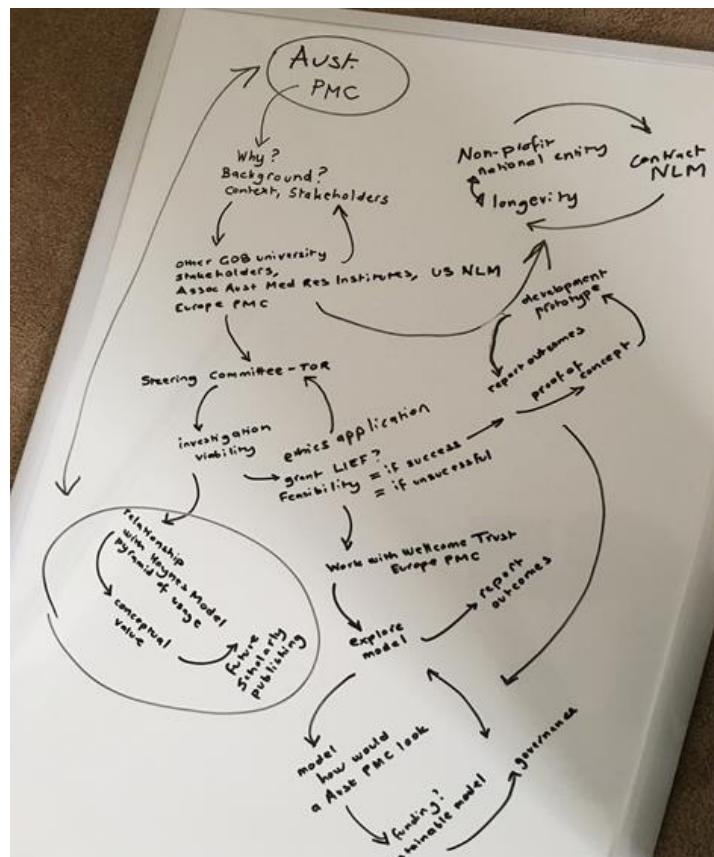 Aust.
PMC
Why?
Background?
Context, Stakeholders
Non-profit
national entity
longevity
Contract
NLM
other GO8 university
stakeholders,
Assoc Aust Med Res Institutes, US NLM
Europe PMC
development
prototype
report outcomes
proof of
concept
Steering Committee - TOR
investigation
viability
ethics application
grant LIEF?
Feasibility = if success
= if unsuccessful
relationship
with Haynes Model
pyramid of usage
conceptual
value
future
Scholarly
publishing
Work with Wellcome Trust
Europe PMC
explore
model
report
outcomes
model
how would
a Aust PMC look
funding?
model
governance